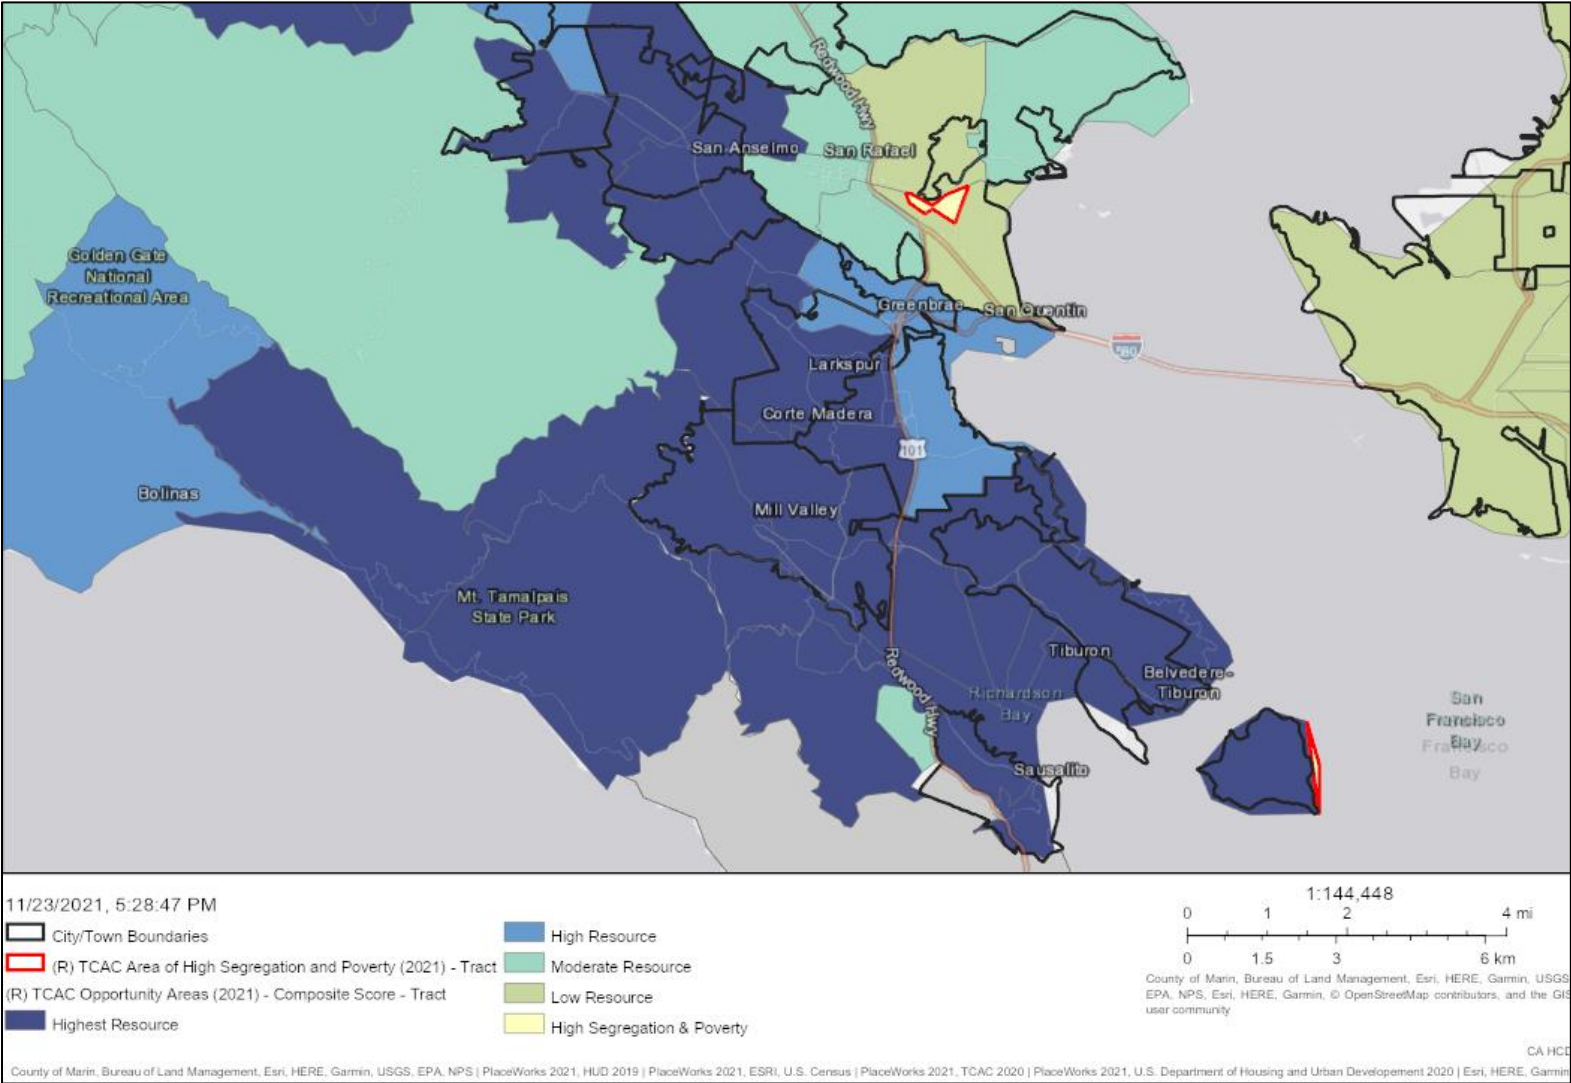 Redwood Hwy
San Anselmo
San Rafael
Golden Gate
National
Recreational Area
Greenbrae
San Quentin
580
Larkspur
Corte Madera
101
Bolinas
Mill Valley
Mt. Tamalpais
State Park
Redwood Hwy
Tiburon
Belvedere-
Tiburon
Richardson
Bay
Sausalito
San
Francisco
Bay
Francisco
Bay
11/23/2021, 5:28:47 PM
City/Town Boundaries
(R) TCAC Area of High Segregation and Poverty (2021) - Tract
(R) TCAC Opportunity Areas (2021) - Composite Score - Tract
Highest Resource
High Resource
Moderate Resource
Low Resource
High Segregation & Poverty
1:144,448
0 1 2 4 mi
0 1.5 3 6 km
County of Marin, Bureau of Land Management, Esri, HERE, Garmin, USGS,
EPA, NPS, Esri, HERE, Garmin, © OpenStreetMap contributors, and the GIS
user community
CA HCD
County of Marin, Bureau of Land Management, Esri, HERE, Garmin, USGS, EPA, NPS | PlaceWorks 2021, HUD 2019 | PlaceWorks 2021, ESRI, U.S. Census | PlaceWorks 2021, TCAC 2020 | PlaceWorks 2021, U.S. Department of Housing and Urban Developement 2020 | Esri, HERE, Garmin